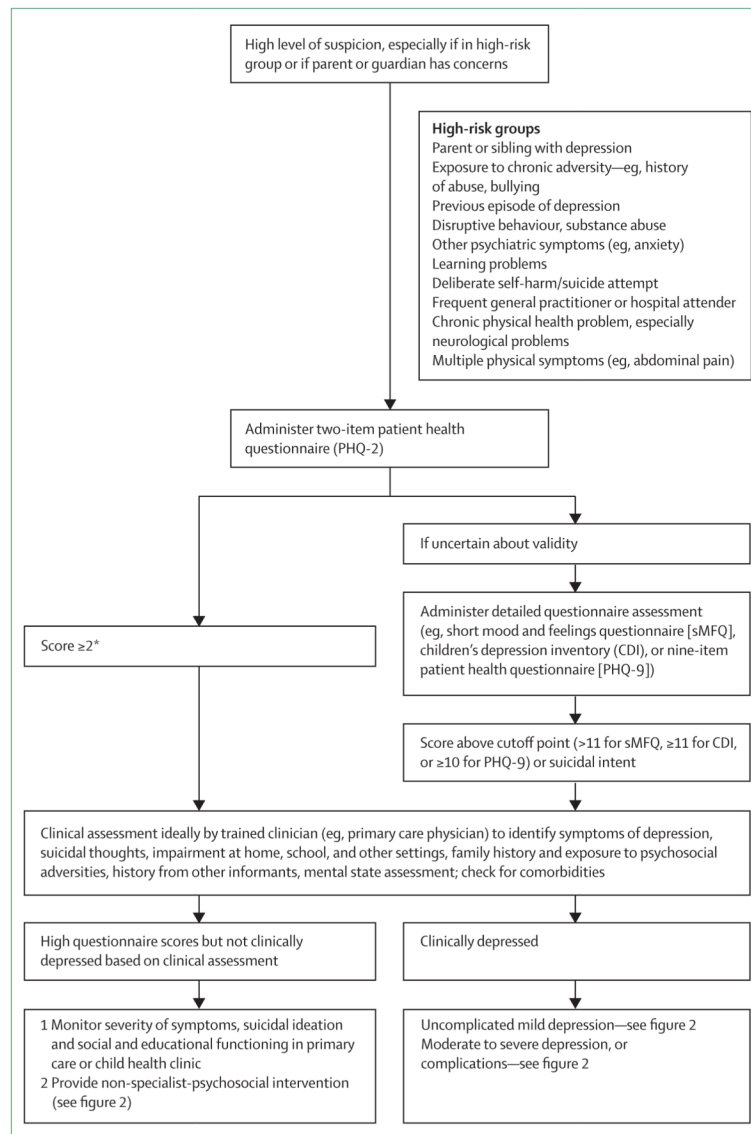 High level of suspicion, especially if in high-risk
group or if parent or guardian has concerns
High-risk groups
Parent or sibling with depression
Exposure to chronic adversity—eg, history
of abuse, bullying
Previous episode of depression
Disruptive behaviour, substance abuse
Other psychiatric symptoms (eg, anxiety)
Learning problems
Deliberate self-harm/suicide attempt
Frequent general practitioner or hospital attender
Chronic physical health problem, especially
neurological problems
Multiple physical symptoms (eg, abdominal pain)
Administer two-item patient health
questionnaire (PHQ-2)
If uncertain about validity
Score ≥2*
Administer detailed questionnaire assessment
(eg, short mood and feelings questionnaire [sMFQ],
children's depression inventory (CDI), or nine-item
patient health questionnaire [PHQ-9])
Score above cutoff point (>11 for sMFQ, ≥11 for CDI,
or ≥10 for PHQ-9) or suicidal intent
Clinical assessment ideally by trained clinician (eg, primary care physician) to identify symptoms of depression,
suicidal thoughts, impairment at home, school, and other settings, family history and exposure to psychosocial
adversities, history from other informants, mental state assessment; check for comorbidities
High questionnaire scores but not clinically
depressed based on clinical assessment
Clinically depressed
1 Monitor severity of symptoms, suicidal ideation
and social and educational functioning in primary
care or child health clinic
2 Provide non-specialist-psychosocial intervention
(see figure 2)
Uncomplicated mild depression—see figure 2
Moderate to severe depression, or
complications—see figure 2